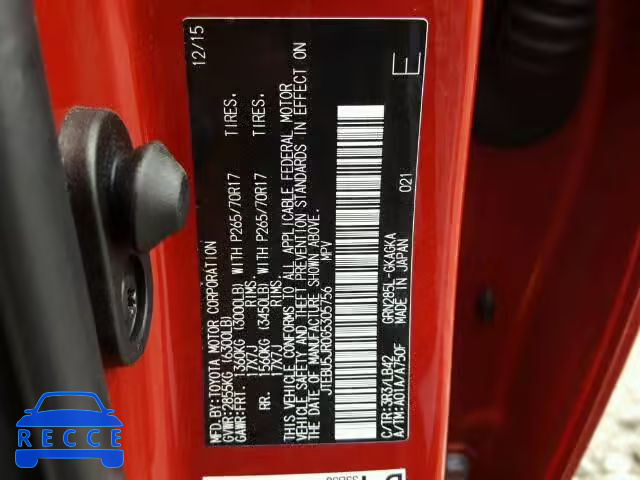 MFD.BY:TOYOTA MOTOR CORPORATION 12/15
GVWR:2855KG (6300LB)
GAWR:FRT. 1360KG (3000LB) WITH P265/70R17 TIRES.
17X7J RIMS.
RR. 1560KG (3450LB) WITH P265/70R17 TIRES.
17X7J RIMS.
THIS VEHICLE CONFORMS TO ALL APPLICABLE FEDERAL MOTOR
VEHICLE SAFETY AND THEFT PREVENTION STANDARDS IN EFFECT ON
THE DATE OF MANUFACTURE SHOWN ABOVE.
JTEBU5JR0G5305756 MPV
C/TR:3R3/LB42 GRN285L-GKAGKA 021
A/TM:A01A/A750F MADE IN JAPAN
E
BIDFAX